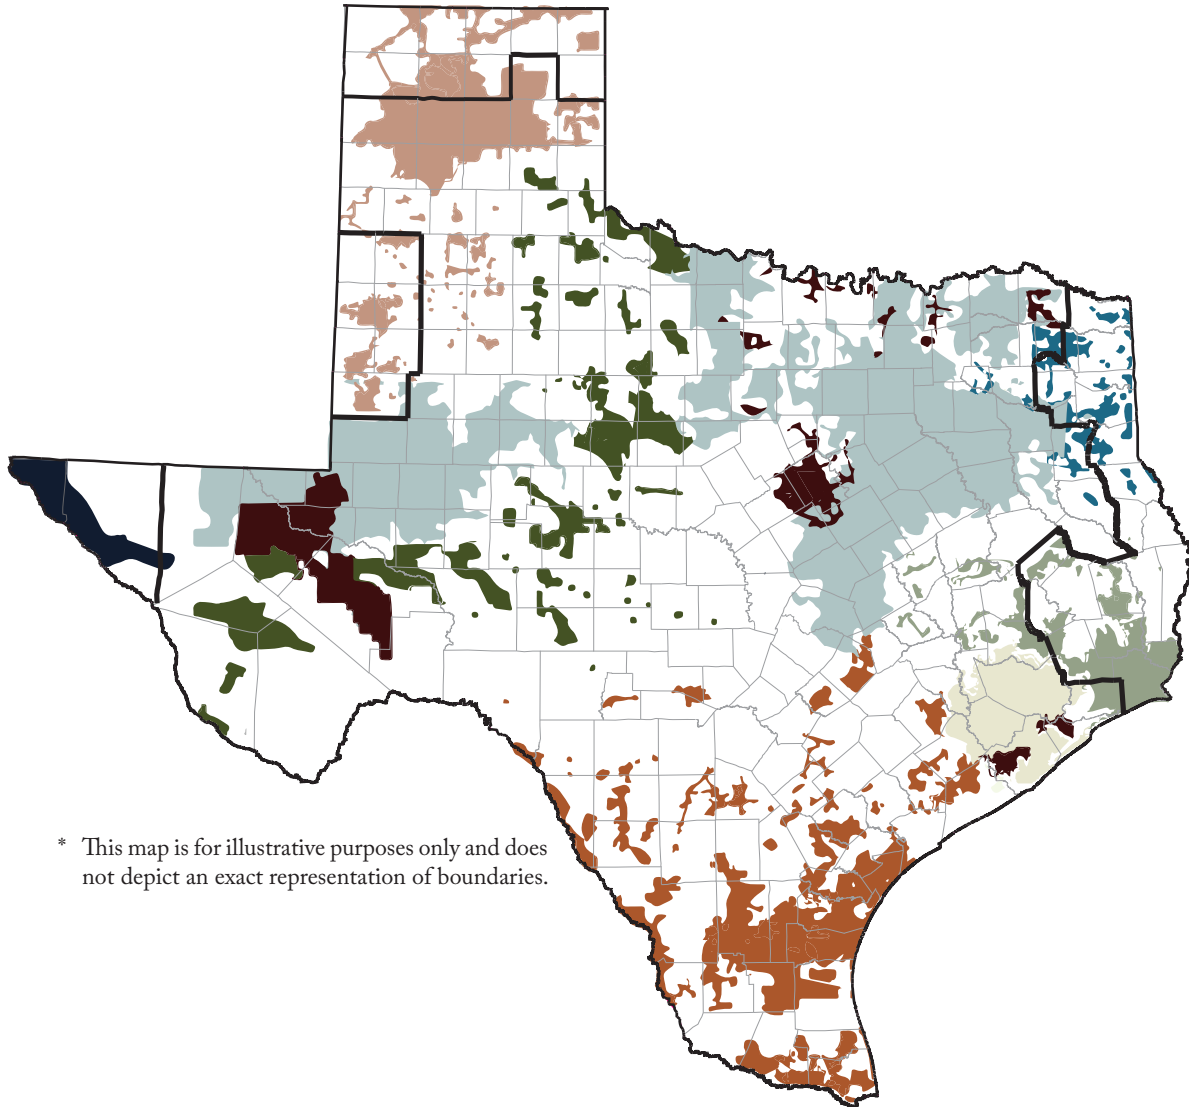 * This map is for illustrative purposes only and does
not depict an exact representation of boundaries.